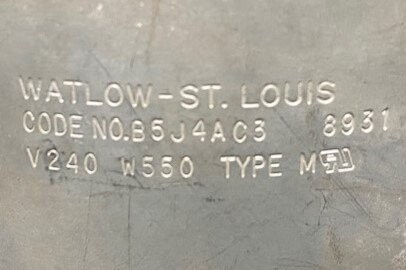 WATLOW-ST. LOUIS
CODE NO.B5J4AC3 8931
V240 W550 TYPE M